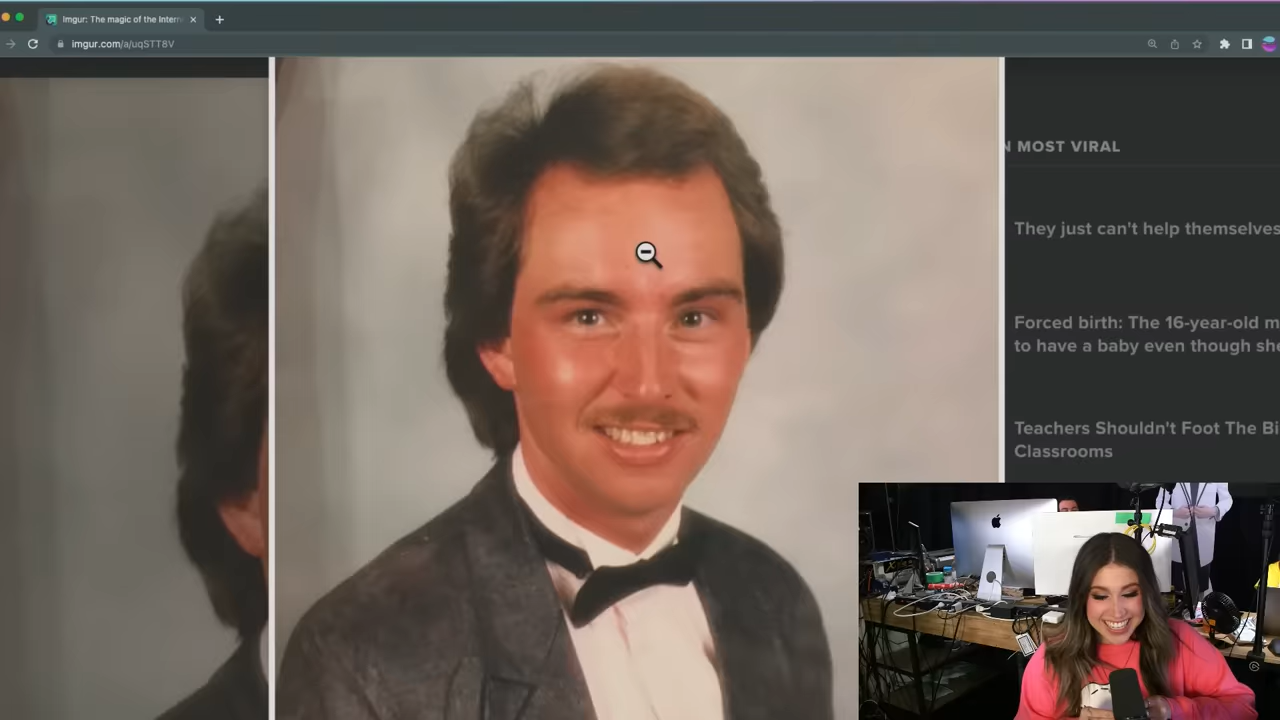 Imgur: The magic of the Intern
imgur.com/a/uqSTT8V
N MOST VIRAL
They just can't help themselves
Forced birth: The 16-year-old m
to have a baby even though she
Teachers Shouldn't Foot The Bi
Classrooms